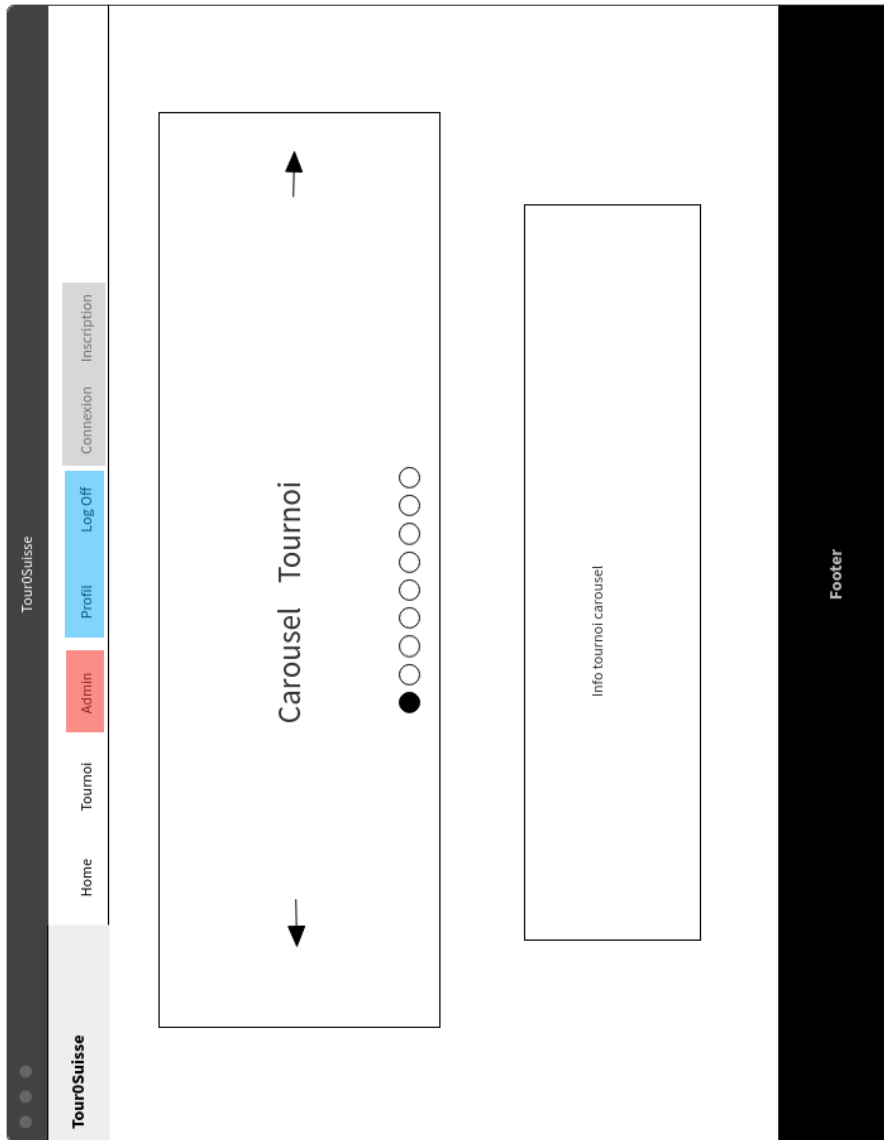 Tour0Suisse
Tour0Suisse Home Tournoi Admin Profil Log Off Connexion Inscription
Carousel Tournoi
Info tournoi carousel
Footer